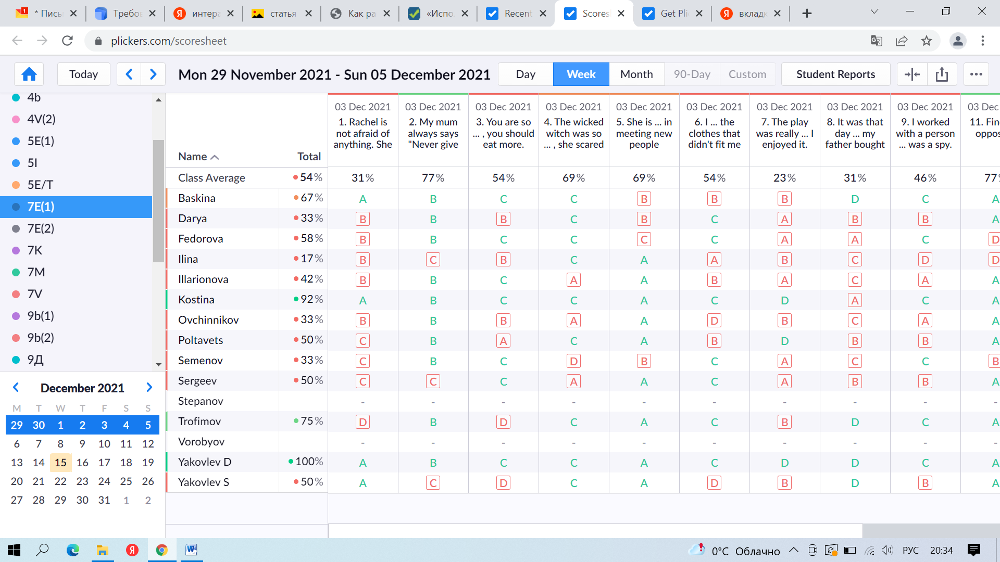 * Письм
Требов
интера
статья
Как ра
«Испо.
Recent
Scores
Get Pli
вкладк
plickers.com/scoresheet
Today
Mon 29 November 2021 - Sun 05 December 2021
Day Week Month 90-Day Custom
Student Reports
4b
4V(2)
5E(1)
5I
5E/T
7E(1)
7E(2)
7K
7M
7V
9b(1)
9b(2)
9Д
December 2021
M T W T F S S
29 30 1 2 3 4 5
6 7 8 9 10 11 12
13 14 15 16 17 18 19
20 21 22 23 24 25 26
27 28 29 30 31 1 2
03 Dec 2021 03 Dec 2021 03 Dec 2021 03 Dec 2021 03 Dec 2021 03 Dec 2021 03 Dec 2021 03 Dec 2021 03 Dec 2021 03 Dec
1. Rachel is
not afraid of
anything. She
2. My mum
always says
"Never give
3. You are so
... , you should
eat more.
4. The wicked
witch was so
... , she scared
5. She is ... in
meeting new
people
6. I ... the
clothes that
didn't fit me
7. The play
was really ... I
enjoyed it.
8. It was that
day ... my
father bought
9. I worked
with a person
... was a spy.
11. Fin
oppos
Name Total
Class Average 54% 31% 77% 54% 69% 69% 54% 23% 31% 46% 77%
Baskina 67% A B C C B B B D C A
Darya 33% B B B C B C A B B A
Fedorova 58% B B C C C C A A C D
Ilina 17% B C B C A A B C D D
Illarionova 42% B B C A A B A C A A
Kostina 92% A B C C A C D A C A
Ovchinnikov 33% B B B A A D B C A A
Poltavets 50% C B A C A B D B B A
Semenov 33% C B C D B C A C C B
Sergeev 50% C C C A A C A B B A
Stepanov - - - - - - - - - -
Trofimov 75% D B D C A C B D C A
Vorobyov - - - - - - - - - -
Yakovlev D 100% A B C C A C D D C A
Yakovlev S 50% A C D C A D B D B A
0°C Облачно
РУС
20:34